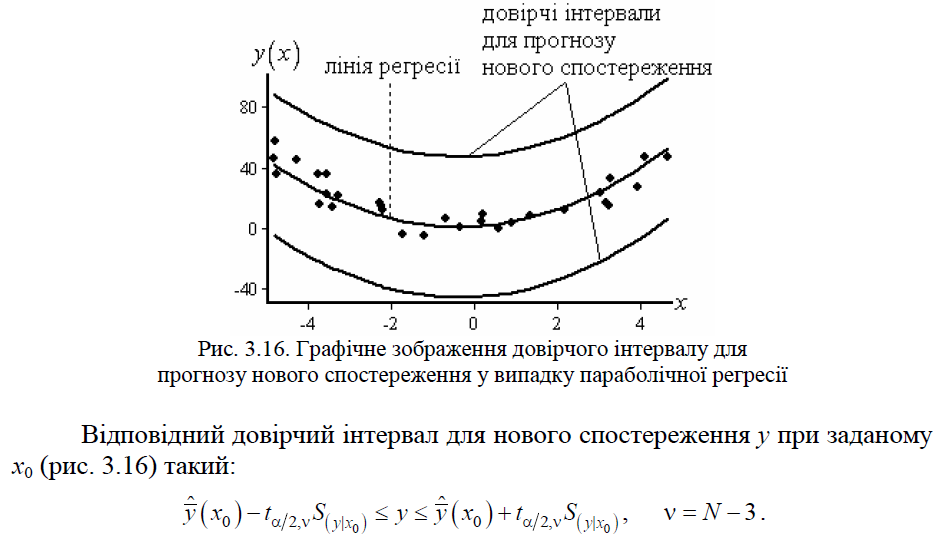 довірчі інтервали
для прогнозу
нового спостереження
y(x)
лінія регресії
80
40
0
-40
-4 -2 0 2 4 x
Рис. 3.16. Графічне зображення довірчого інтервалу для
прогнозу нового спостереження у випадку параболічної регресії
Відповідний довірчий інтервал для нового спостереження y при заданому
x₀ (рис. 3.16) такий:
ŷ̄(x₀) − t_{α/2,ν} S_{(y|x₀)} ≤ y ≤ ŷ̄(x₀) + t_{α/2,ν} S_{(y|x₀)}, ν = N − 3.